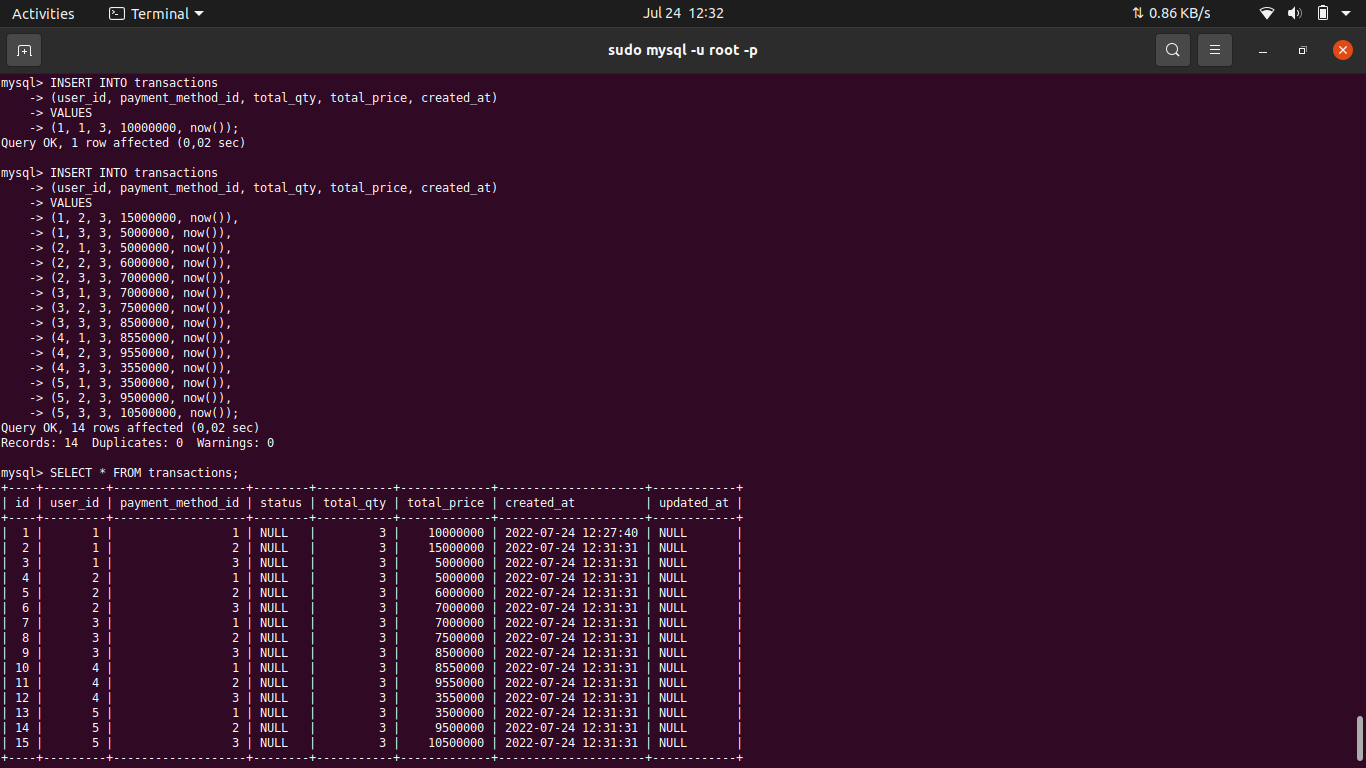 Activities Terminal Jul 24 12:32 0.86 KB/s
sudo mysql -u root -p
mysql> INSERT INTO transactions
    -> (user_id, payment_method_id, total_qty, total_price, created_at)
    -> VALUES
    -> (1, 1, 3, 10000000, now());
Query OK, 1 row affected (0,02 sec)

mysql> INSERT INTO transactions
    -> (user_id, payment_method_id, total_qty, total_price, created_at)
    -> VALUES
    -> (1, 2, 3, 15000000, now()),
    -> (1, 3, 3, 5000000, now()),
    -> (2, 1, 3, 5000000, now()),
    -> (2, 2, 3, 6000000, now()),
    -> (2, 3, 3, 7000000, now()),
    -> (3, 1, 3, 7000000, now()),
    -> (3, 2, 3, 7500000, now()),
    -> (3, 3, 3, 8500000, now()),
    -> (4, 1, 3, 8550000, now()),
    -> (4, 2, 3, 9550000, now()),
    -> (4, 3, 3, 3550000, now()),
    -> (5, 1, 3, 3500000, now()),
    -> (5, 2, 3, 9500000, now()),
    -> (5, 3, 3, 10500000, now());
Query OK, 14 rows affected (0,02 sec)
Records: 14  Duplicates: 0  Warnings: 0

mysql> SELECT * FROM transactions;
+----+---------+-------------------+--------+-----------+-------------+---------------------+------------+
| id | user_id | payment_method_id | status | total_qty | total_price | created_at          | updated_at |
+----+---------+-------------------+--------+-----------+-------------+---------------------+------------+
|  1 |       1 |                 1 | NULL   |         3 |    10000000 | 2022-07-24 12:27:40 | NULL       |
|  2 |       1 |                 2 | NULL   |         3 |    15000000 | 2022-07-24 12:31:31 | NULL       |
|  3 |       1 |                 3 | NULL   |         3 |     5000000 | 2022-07-24 12:31:31 | NULL       |
|  4 |       2 |                 1 | NULL   |         3 |     5000000 | 2022-07-24 12:31:31 | NULL       |
|  5 |       2 |                 2 | NULL   |         3 |     6000000 | 2022-07-24 12:31:31 | NULL       |
|  6 |       2 |                 3 | NULL   |         3 |     7000000 | 2022-07-24 12:31:31 | NULL       |
|  7 |       3 |                 1 | NULL   |         3 |     7000000 | 2022-07-24 12:31:31 | NULL       |
|  8 |       3 |                 2 | NULL   |         3 |     7500000 | 2022-07-24 12:31:31 | NULL       |
|  9 |       3 |                 3 | NULL   |         3 |     8500000 | 2022-07-24 12:31:31 | NULL       |
| 10 |       4 |                 1 | NULL   |         3 |     8550000 | 2022-07-24 12:31:31 | NULL       |
| 11 |       4 |                 2 | NULL   |         3 |     9550000 | 2022-07-24 12:31:31 | NULL       |
| 12 |       4 |                 3 | NULL   |         3 |     3550000 | 2022-07-24 12:31:31 | NULL       |
| 13 |       5 |                 1 | NULL   |         3 |     3500000 | 2022-07-24 12:31:31 | NULL       |
| 14 |       5 |                 2 | NULL   |         3 |     9500000 | 2022-07-24 12:31:31 | NULL       |
| 15 |       5 |                 3 | NULL   |         3 |    10500000 | 2022-07-24 12:31:31 | NULL       |
+----+---------+-------------------+--------+-----------+-------------+---------------------+------------+